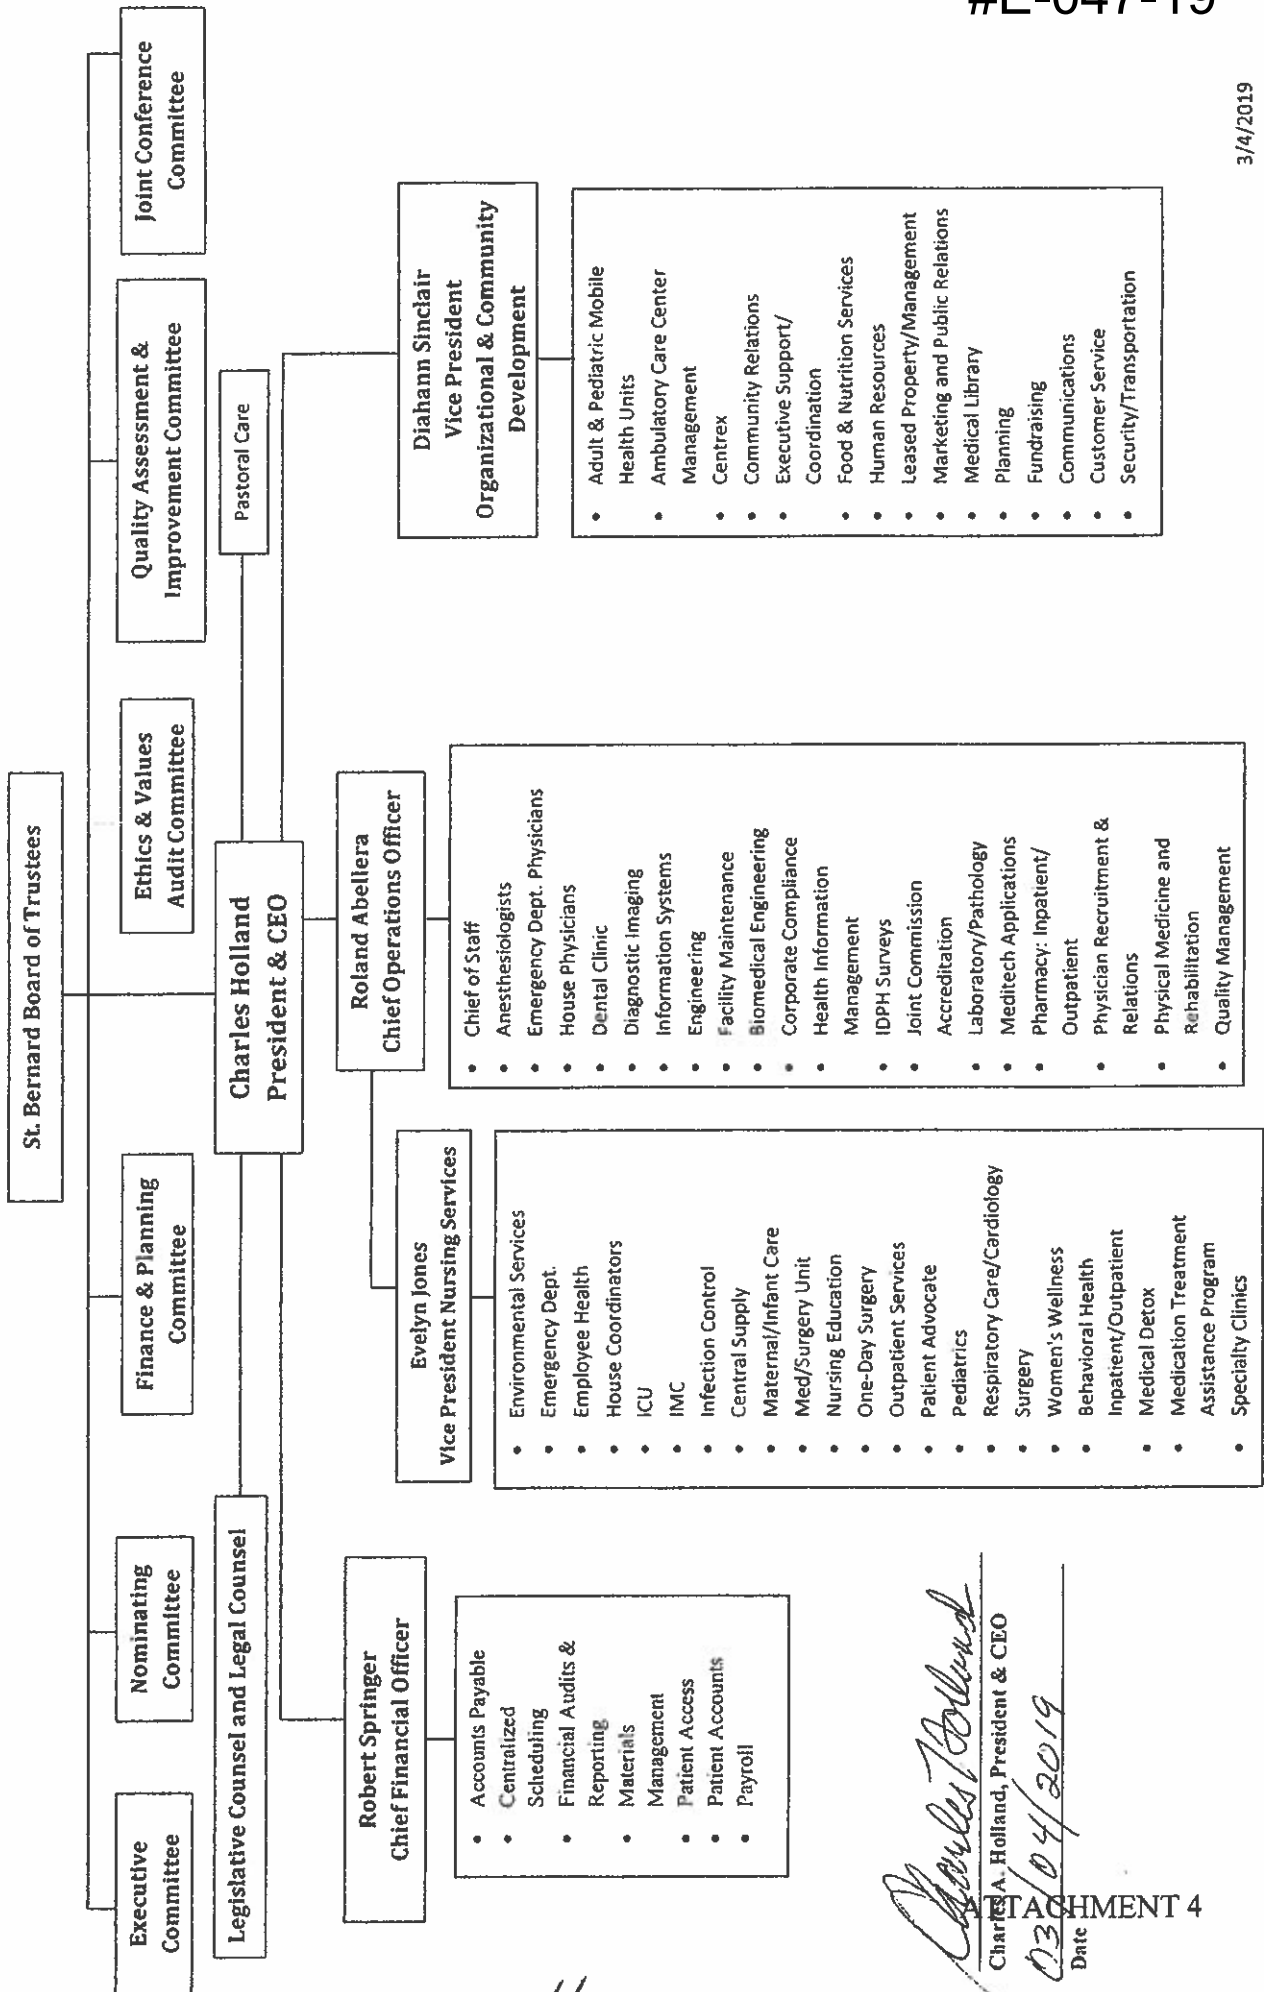 #E-047-19
St. Bernard Board of Trustees
Executive
Committee
Nominating
Committee
Finance & Planning
Committee
Ethics & Values
Audit Committee
Quality Assessment &
Improvement Committee
Joint Conference
Committee
Legislative Counsel and Legal Counsel
Charles Holland
President & CEO
Pastoral Care
Robert Springer
Chief Financial Officer
• Accounts Payable
• Centralized
Scheduling
• Financial Audits &
Reporting
• Materials
Management
• Patient Access
• Patient Accounts
• Payroll
Evelyn Jones
Vice President Nursing Services
• Environmental Services
• Emergency Dept.
• Employee Health
• House Coordinators
• ICU
• IMC
• Infection Control
• Central Supply
• Maternal/Infant Care
• Med/Surgery Unit
• Nursing Education
• One-Day Surgery
• Outpatient Services
• Patient Advocate
• Pediatrics
• Respiratory Care/Cardiology
• Surgery
• Women's Wellness
• Behavioral Health
Inpatient/Outpatient
• Medical Detox
• Medication Treatment
Assistance Program
• Specialty Clinics
Roland Abellera
Chief Operations Officer
• Chief of Staff
• Anesthesiologists
• Emergency Dept. Physicians
• House Physicians
• Dental Clinic
• Diagnostic Imaging
• Information Systems
• Engineering
• Facility Maintenance
• Biomedical Engineering
• Corporate Compliance
• Health Information
Management
• IDPH Surveys
• Joint Commission
Accreditation
• Laboratory/Pathology
• Meditech Applications
• Pharmacy: Inpatient/
Outpatient
• Physician Recruitment &
Relations
• Physical Medicine and
Rehabilitation
• Quality Management
Diahann Sinclair
Vice President
Organizational & Community
Development
• Adult & Pediatric Mobile
Health Units
• Ambulatory Care Center
Management
• Centrex
• Community Relations
• Executive Support/
Coordination
• Food & Nutrition Services
• Human Resources
• Leased Property/Management
• Marketing and Public Relations
• Medical Library
• Planning
• Fundraising
• Communications
• Customer Service
• Security/Transportation
Charles Holland
Charles A. Holland, President & CEO
03/04/2019
Date
3/4/2019
ATTACHMENT 4